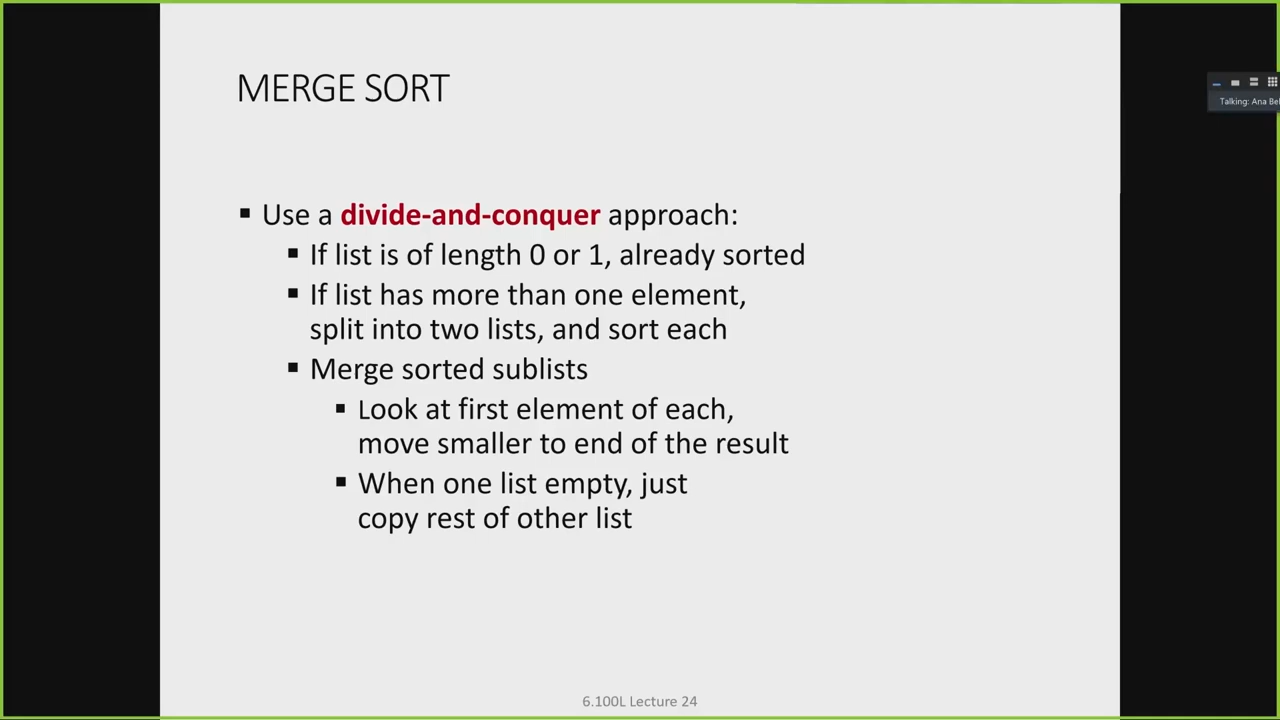 MERGE SORT
Talking: Ana Bel
▪ Use a divide-and-conquer approach:
▪ If list is of length 0 or 1, already sorted
▪ If list has more than one element,
split into two lists, and sort each
▪ Merge sorted sublists
▪ Look at first element of each,
move smaller to end of the result
▪ When one list empty, just
copy rest of other list
6.100L Lecture 24